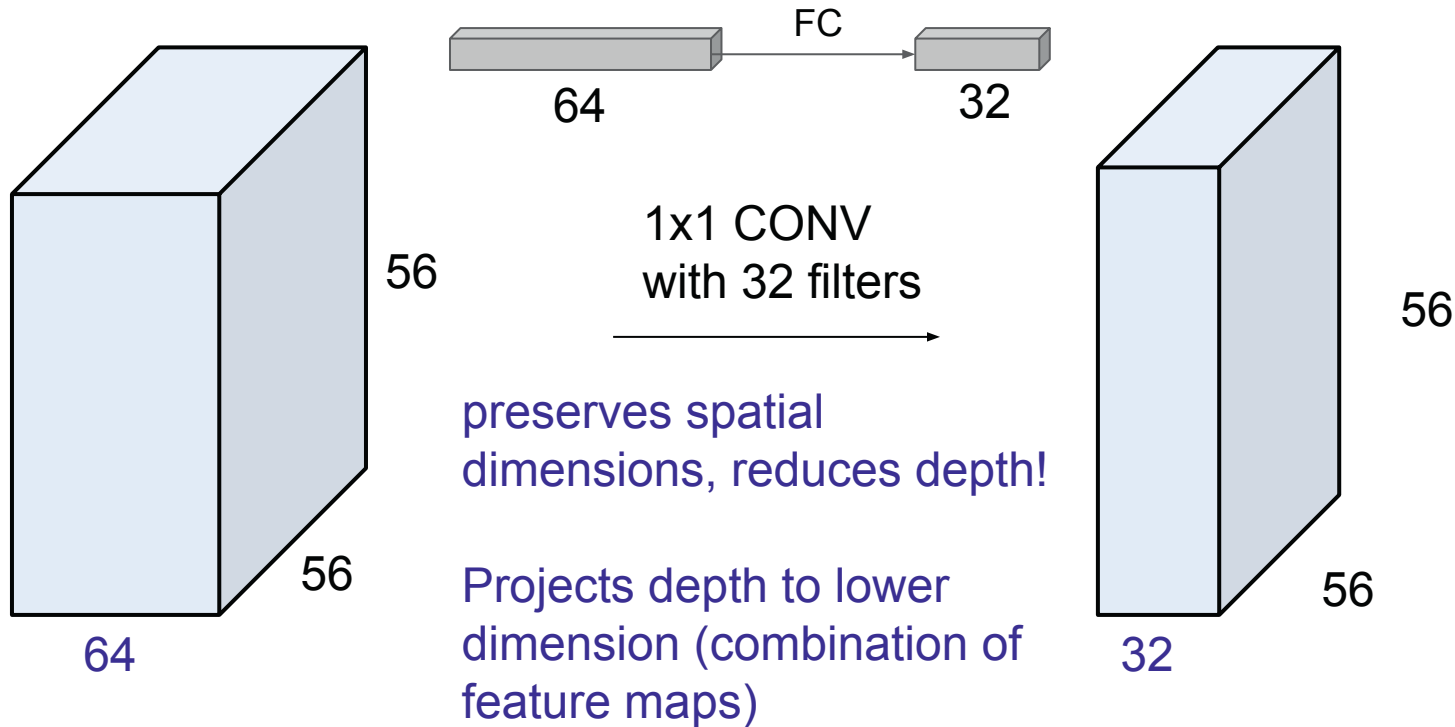 FC
64
32
56
56
64
1x1 CONV
with 32 filters
preserves spatial
dimensions, reduces depth!
Projects depth to lower
dimension (combination of
feature maps)
56
56
32